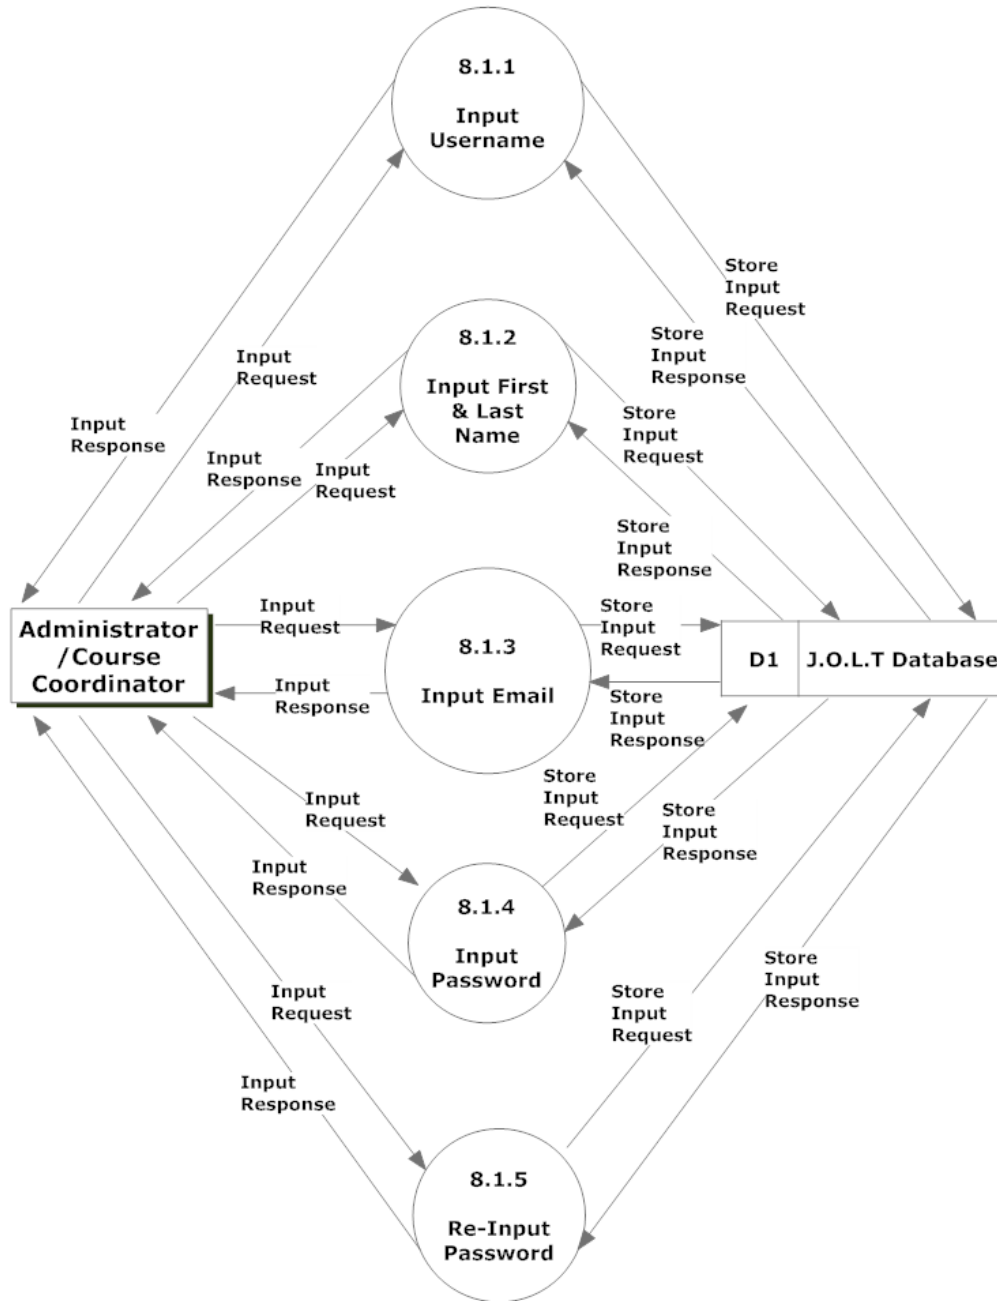 8.1.1
Input
Username
Store
Input
Request
Store
Input
Response
Input
Request
Input
Response
8.1.2
Input First
& Last
Name
Store
Input
Request
Input
Response
Input
Request
Store
Input
Response
Administrator
/Course
Coordinator
Input
Request
8.1.3
Input Email
Store
Input
Request
D1
J.O.L.T Database
Input
Response
Store
Input
Response
Input
Request
Store
Input
Request
Store
Input
Response
Input
Response
8.1.4
Input
Password
Input
Request
Store
Input
Request
Store
Input
Response
Input
Response
8.1.5
Re-Input
Password